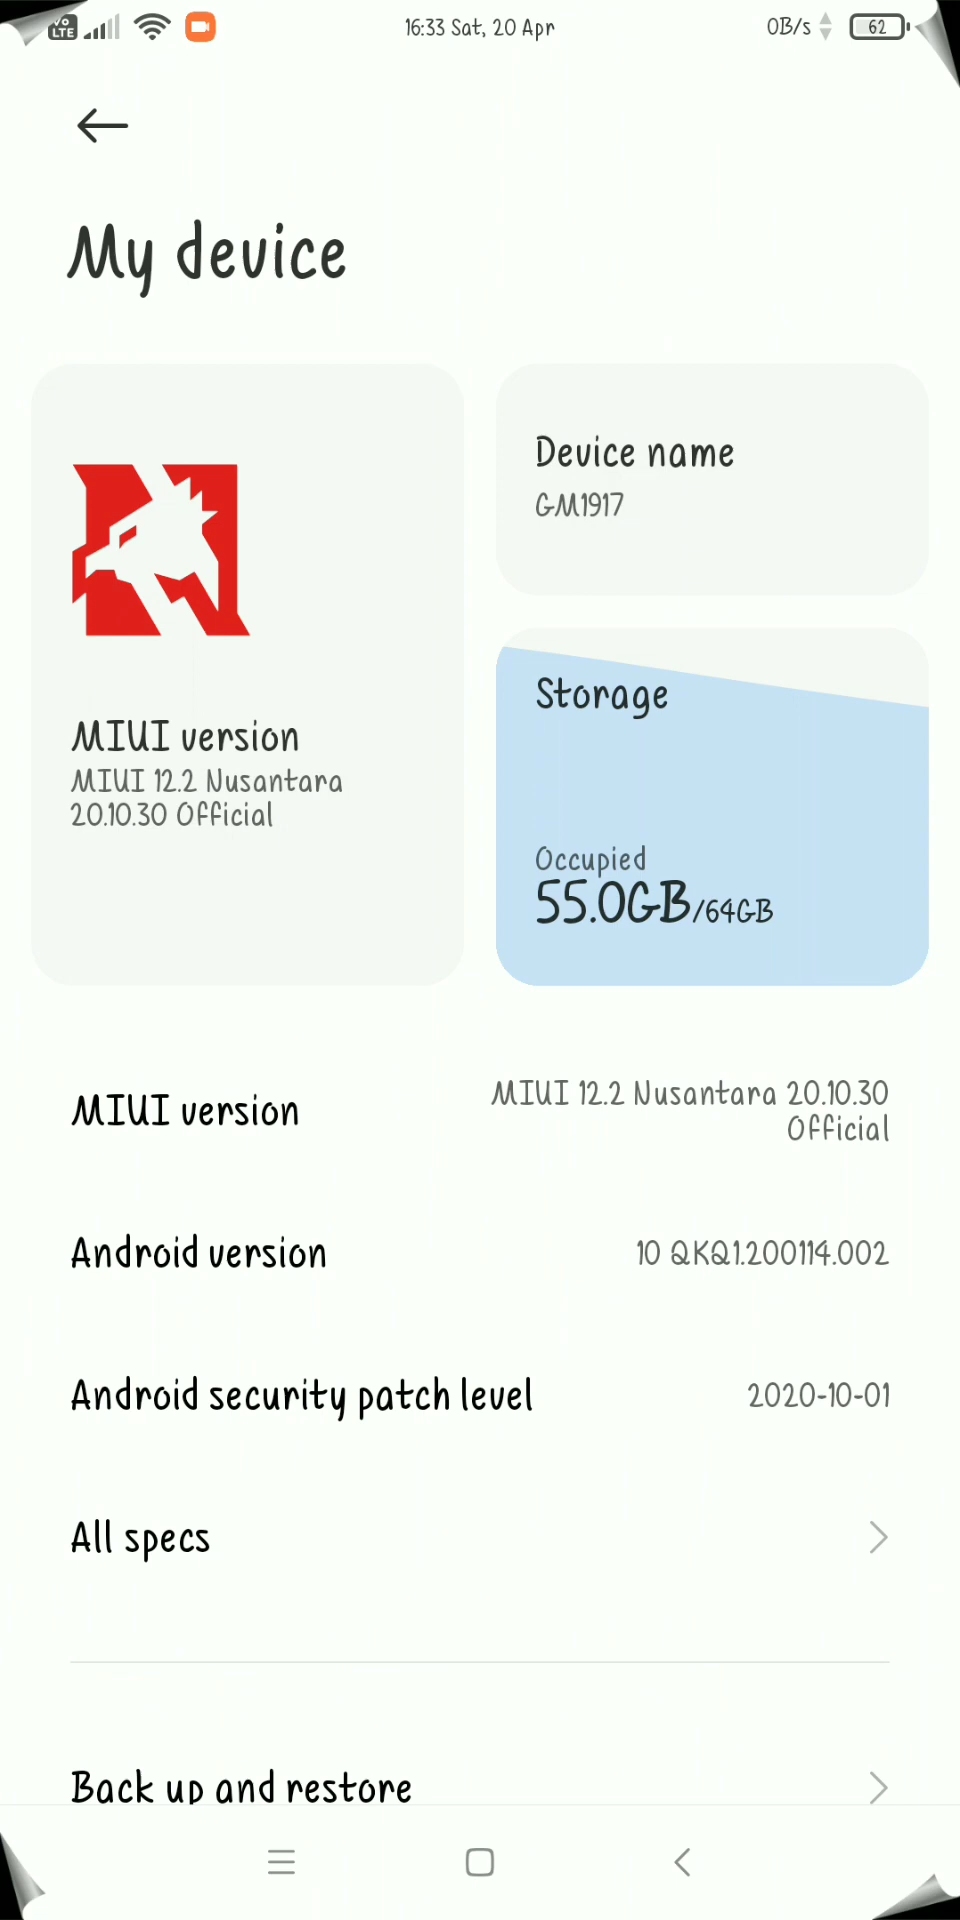 Vo LTE 16:33 Sat, 20 Apr 0B/s 62
My device
MIUI version
MIUI 12.2 Nusantara
20.10.30 Official
Device name
GM1917
Storage
Occupied
55.0GB/64GB
MIUI version MIUI 12.2 Nusantara 20.10.30
Official
Android version 10 QKQ1.200114.002
Android security patch level 2020-10-01
All specs
Back up and restore